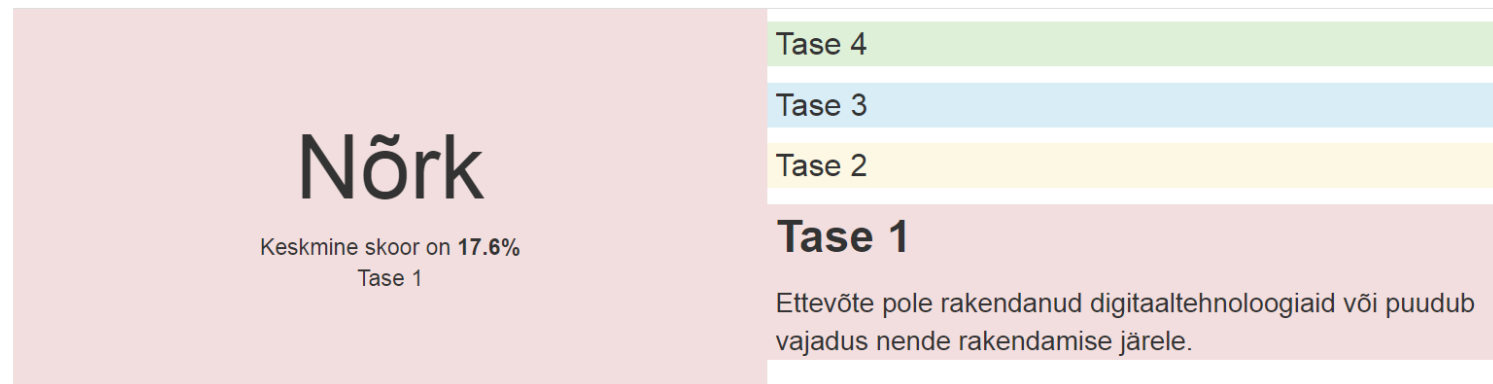 Nõrk
Keskmine skoor on 17.6%
Tase 1
Tase 4
Tase 3
Tase 2
Tase 1
Ettevõte pole rakendanud digitaaltehnoloogiaid või puudub
vajadus nende rakendamise järele.